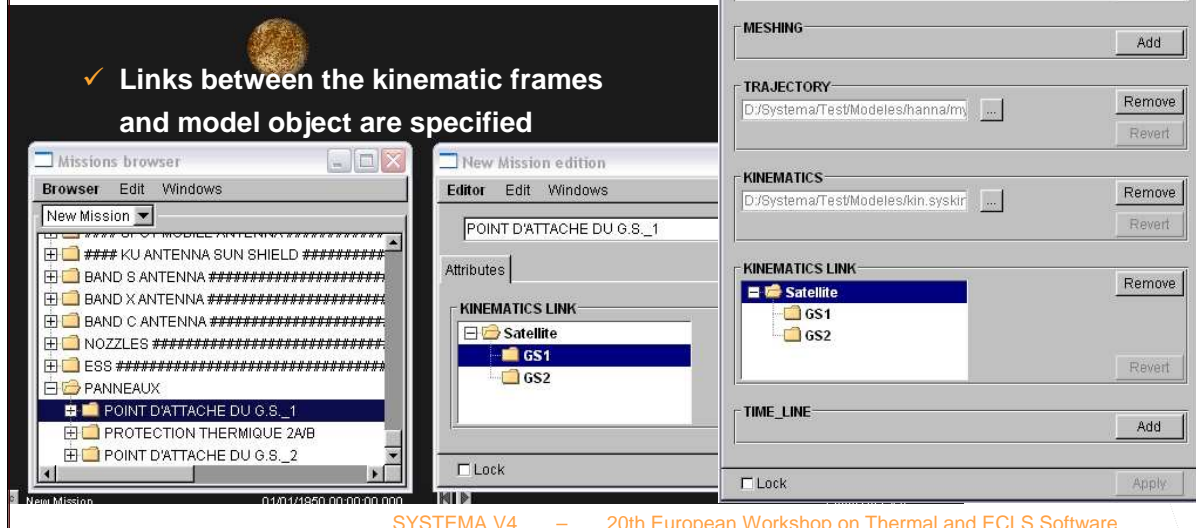 ✓ Links between the kinematic frames
and model object are specified
Missions browser
Browser Edit Windows
New Mission
#### SPOT MOBILE ANTENNA ############
#### KU ANTENNA SUN SHIELD ##########
BAND S ANTENNA #####################
BAND X ANTENNA #####################
BAND C ANTENNA #####################
NOZZLES ############################
ESS ################################
PANNEAUX
POINT D'ATTACHE DU G.S._1
PROTECTION THERMIQUE 2A/B
POINT D'ATTACHE DU G.S._2
New Mission 01/01/1950 00:00:00.000
New Mission edition
Editor Edit Windows
POINT D'ATTACHE DU G.S._1
Attributes
KINEMATICS LINK
Satellite
GS1
GS2
Lock
MESHING
Add
TRAJECTORY
D:/Systema/Test/Modeles/hanna/my ... Remove
Revert
KINEMATICS
D:/Systema/Test/Modeles/kin.syskin ... Remove
Revert
KINEMATICS LINK
Satellite Remove
GS1
GS2
Revert
TIME_LINE
Add
Lock Apply
SYSTEMA V4 – 20th European Workshop on Thermal and ECLS Software